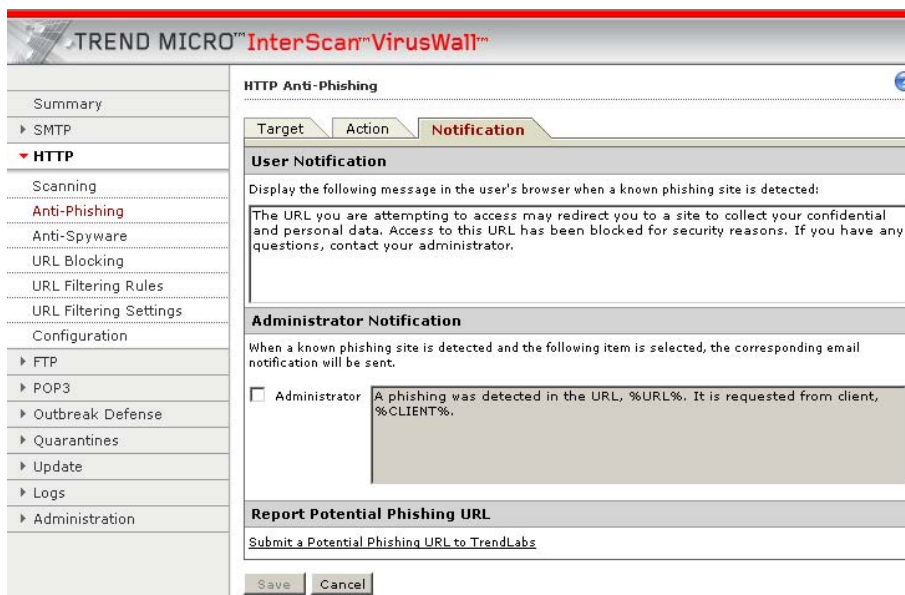 TREND MICRO™ InterScan™ VirusWall™
Summary
SMTP
HTTP
Scanning
Anti-Phishing
Anti-Spyware
URL Blocking
URL Filtering Rules
URL Filtering Settings
Configuration
FTP
POP3
Outbreak Defense
Quarantines
Update
Logs
Administration
HTTP Anti-Phishing
Target Action Notification
User Notification
Display the following message in the user's browser when a known phishing site is detected:
The URL you are attempting to access may redirect you to a site to collect your confidential
and personal data. Access to this URL has been blocked for security reasons. If you have any
questions, contact your administrator.
Administrator Notification
When a known phishing site is detected and the following item is selected, the corresponding email
notification will be sent.
Administrator
A phishing was detected in the URL, %URL%. It is requested from client,
%CLIENT%.
Report Potential Phishing URL
Submit a Potential Phishing URL to TrendLabs
Save Cancel